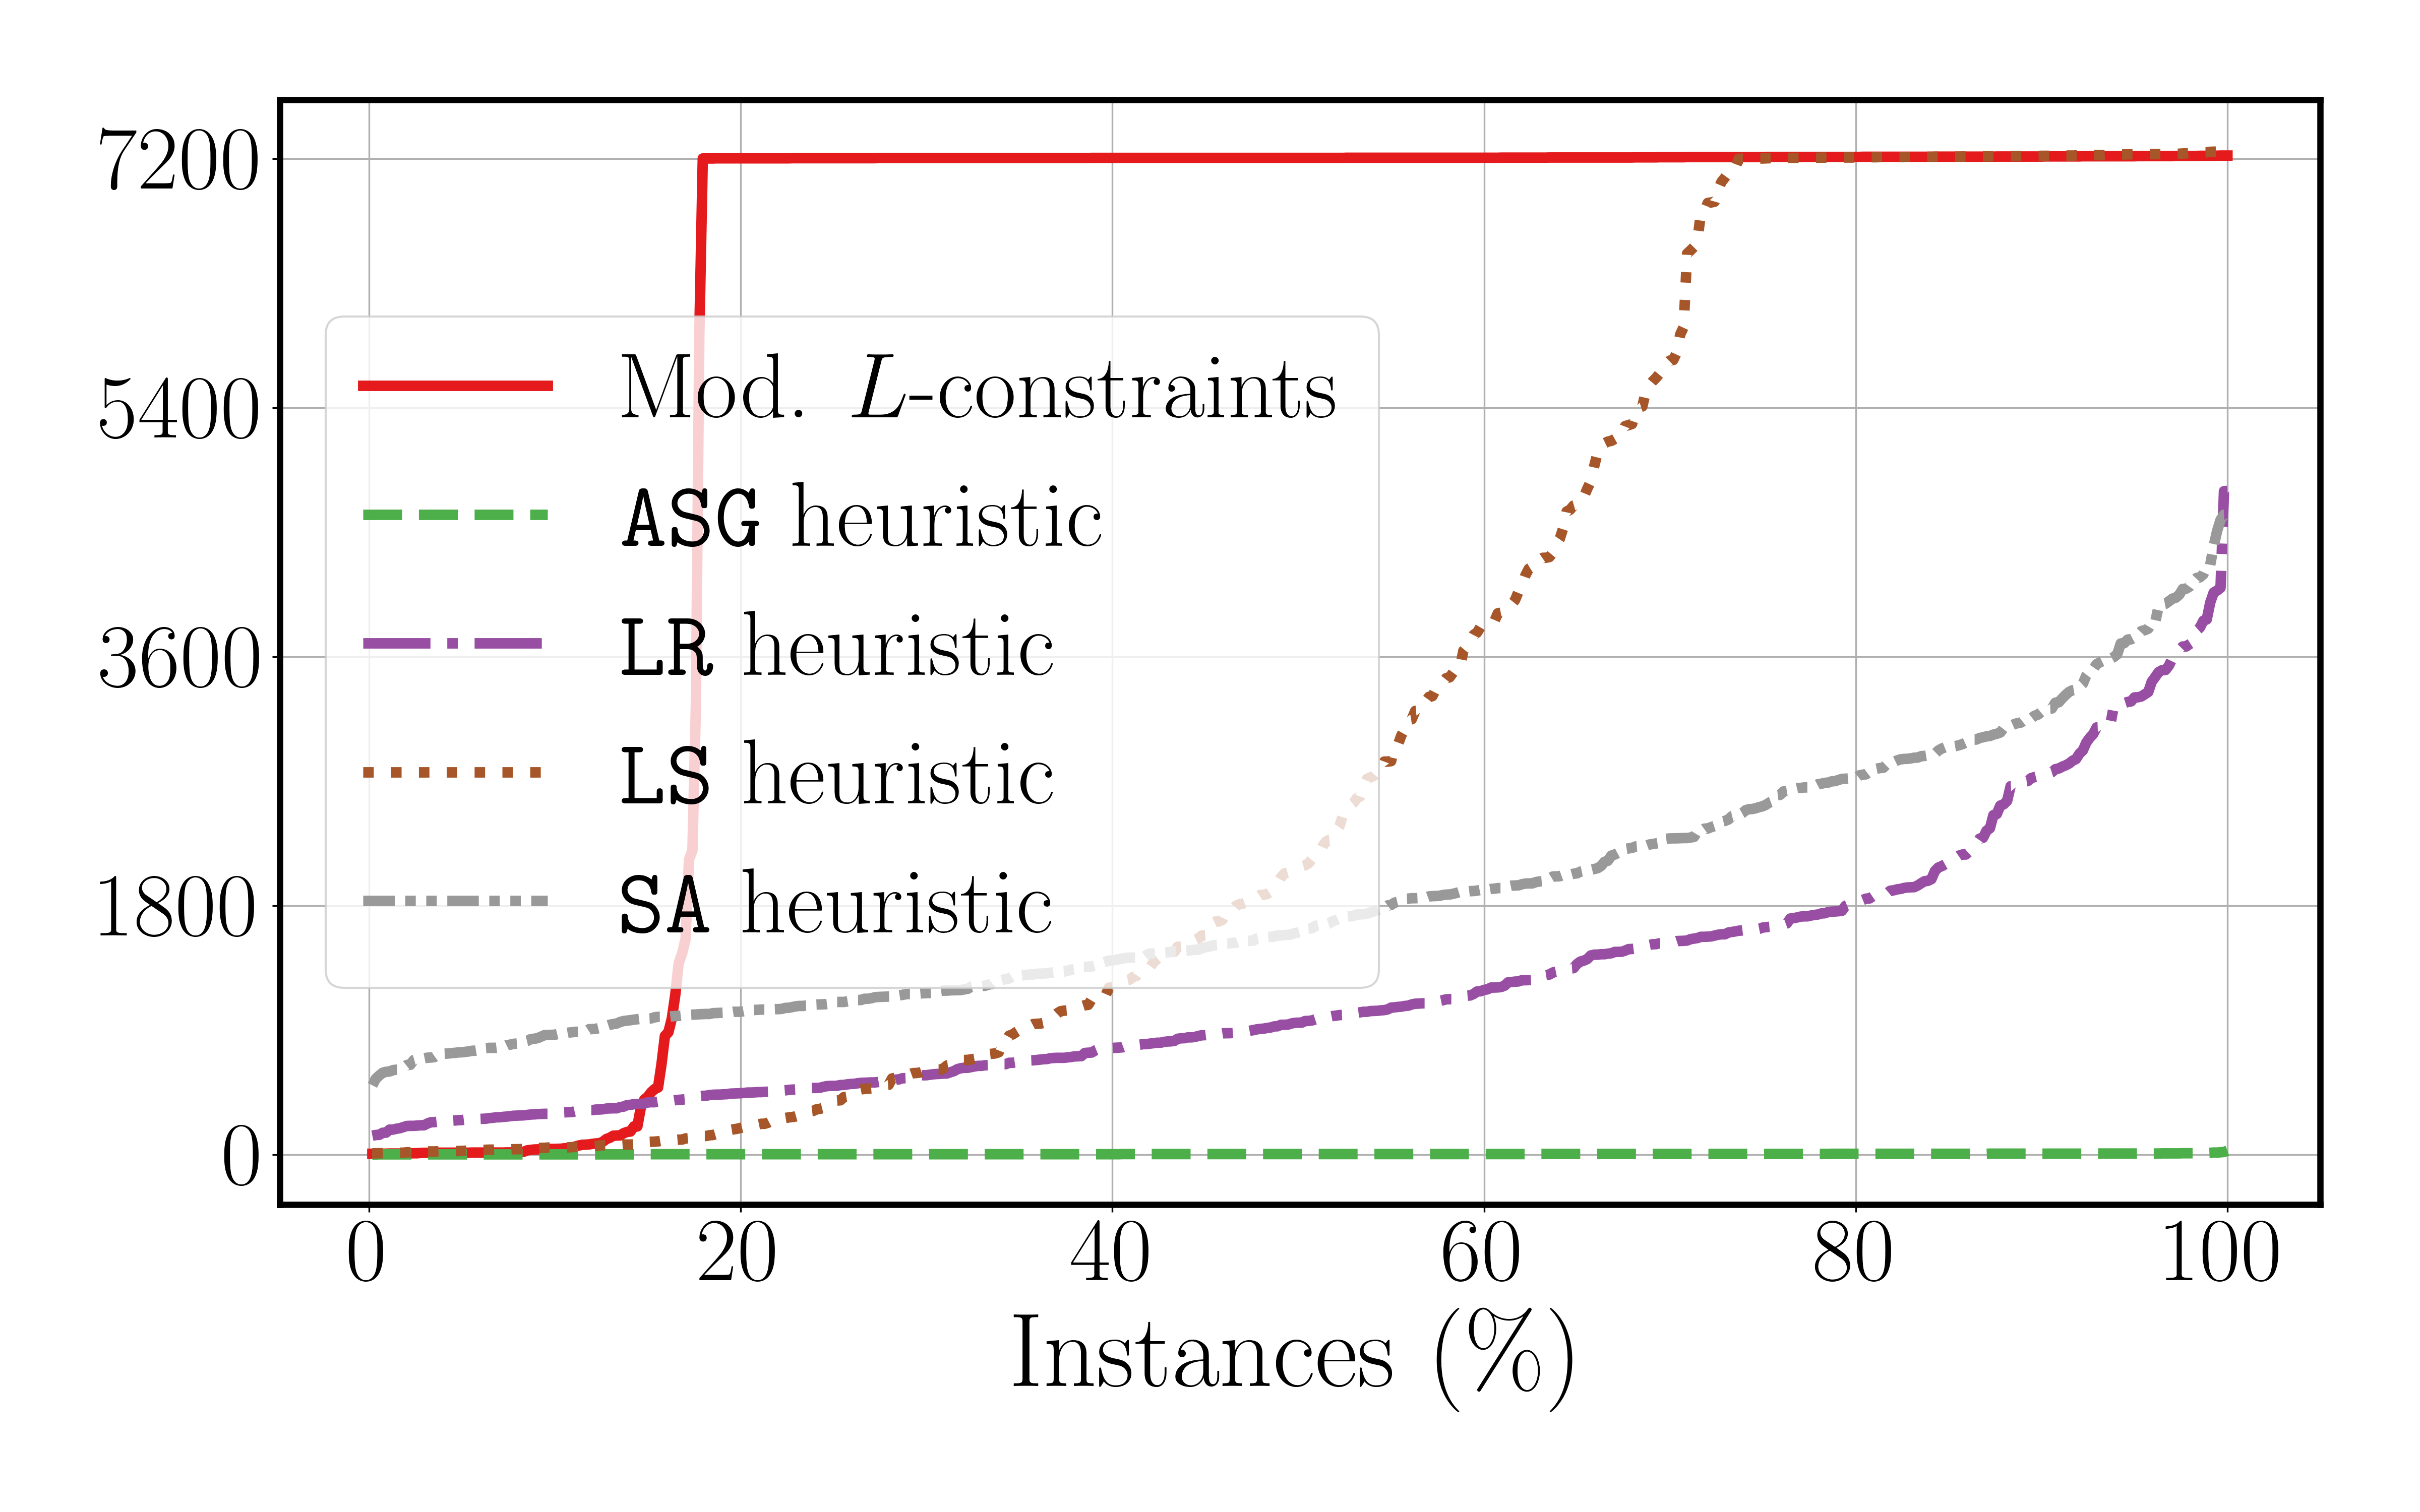 7200
5400
3600
1800
0
Mod. L-constraints
ASG heuristic
LR heuristic
LS heuristic
SA heuristic
0 20 40 60 80 100
Instances (%)